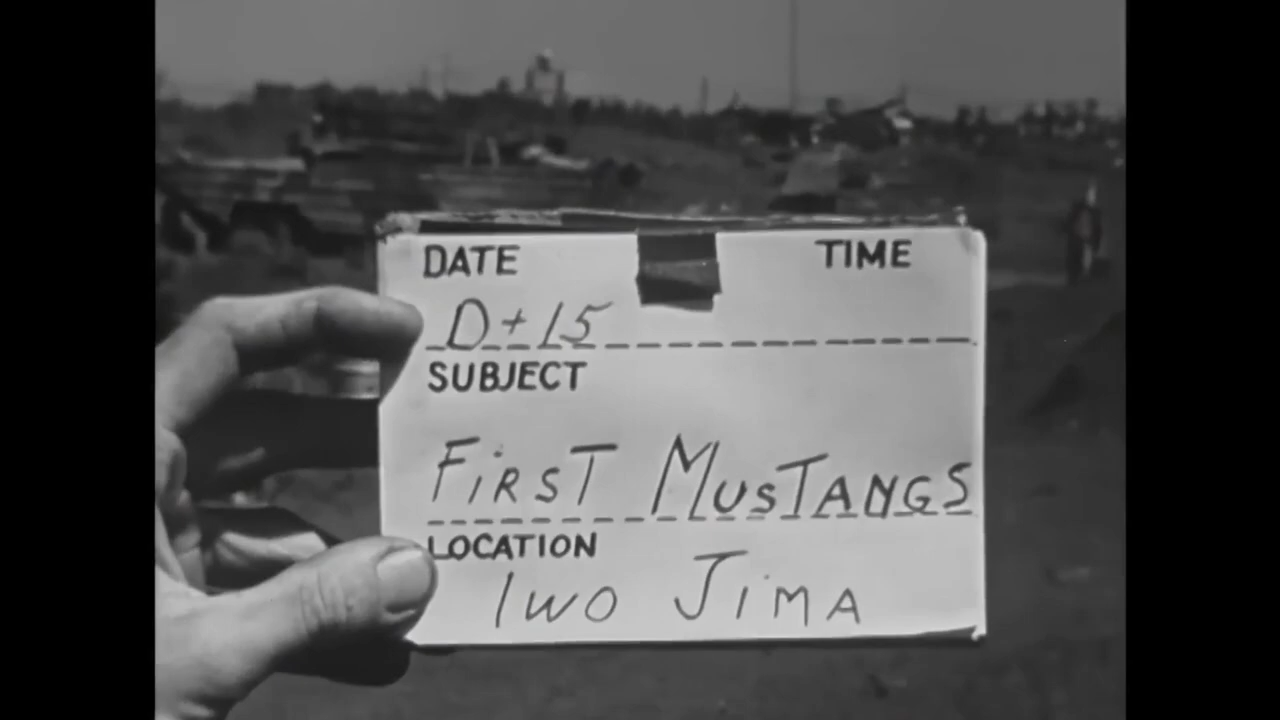 DATE TIME
D+15
SUBJECT
FIRST MUSTANGS
LOCATION
IWO JIMA